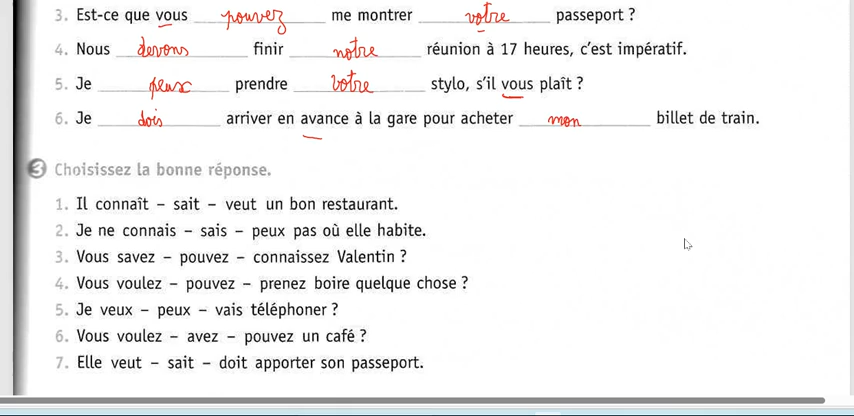 3. Est-ce que vous pouvez me montrer votre passeport ?
4. Nous devons finir notre réunion à 17 heures, c'est impératif.
5. Je peux prendre votre stylo, s'il vous plaît ?
6. Je dois arriver en avance à la gare pour acheter mon billet de train.
3 Choisissez la bonne réponse.
1. Il connaît – sait – veut un bon restaurant.
2. Je ne connais – sais – peux pas où elle habite.
3. Vous savez – pouvez – connaissez Valentin ?
4. Vous voulez – pouvez – prenez boire quelque chose ?
5. Je veux – peux – vais téléphoner ?
6. Vous voulez – avez – pouvez un café ?
7. Elle veut – sait – doit apporter son passeport.